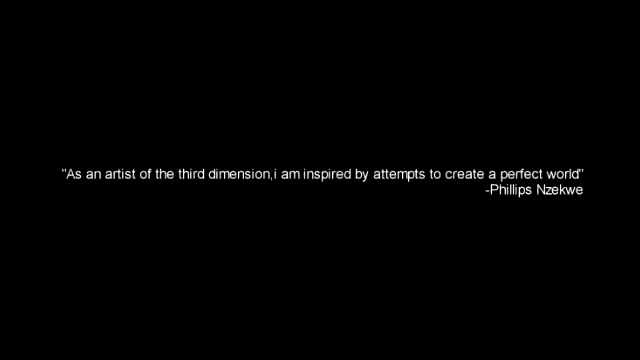 "As an artist of the third dimension,i am inspired by attempts to create a perfect world"
-Phillips Nzekwe